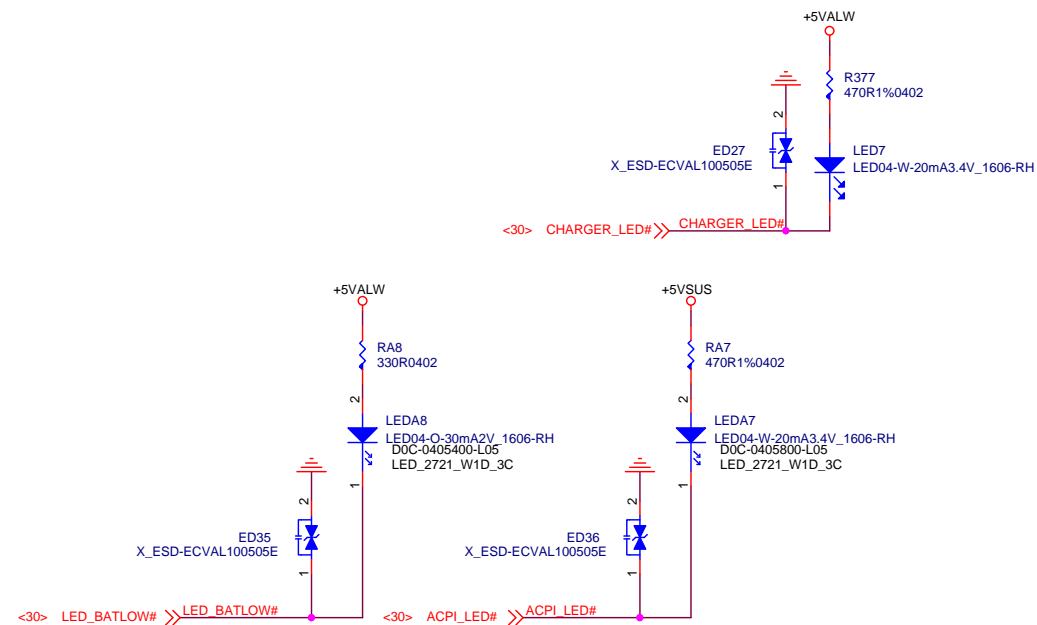 +5VALW
R377
470R1%0402
2
ED27
X_ESD-ECVAL100505E
LED7
LED04-W-20mA3.4V_1606-RH
1
<30> CHARGER_LED# CHARGER_LED#
+5VALW
+5VSUS
RA8
330R0402
RA7
470R1%0402
2
2
LEDA8
LED04-O-30mA2V_1606-RH
D0C-0405400-L05
LED_2721_W1D_3C
LEDA7
LED04-W-20mA3.4V_1606-RH
D0C-0405800-L05
LED_2721_W1D_3C
1
1
2
2
ED35
X_ESD-ECVAL100505E
ED36
X_ESD-ECVAL100505E
1
1
<30> LED_BATLOW# LED_BATLOW#
<30> ACPI_LED# ACPI_LED#